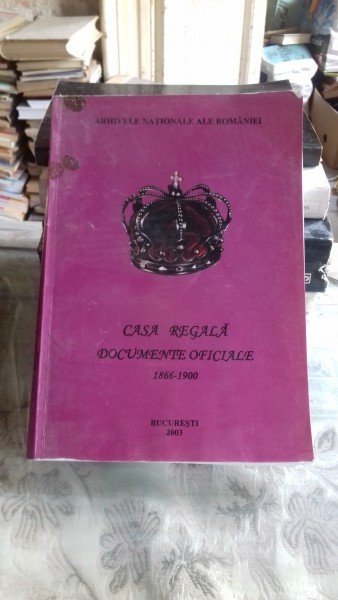 ARHIVELE NAȚIONALE ALE ROMÂNIEI
CASA REGALĂ
DOCUMENTE OFICIALE
1866-1900
BUCUREȘTI
2003